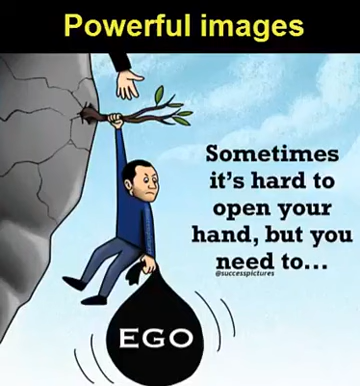 Powerful images
Sometimes
it's hard to
open your
hand, but you
need to...
@successpictures
EGO